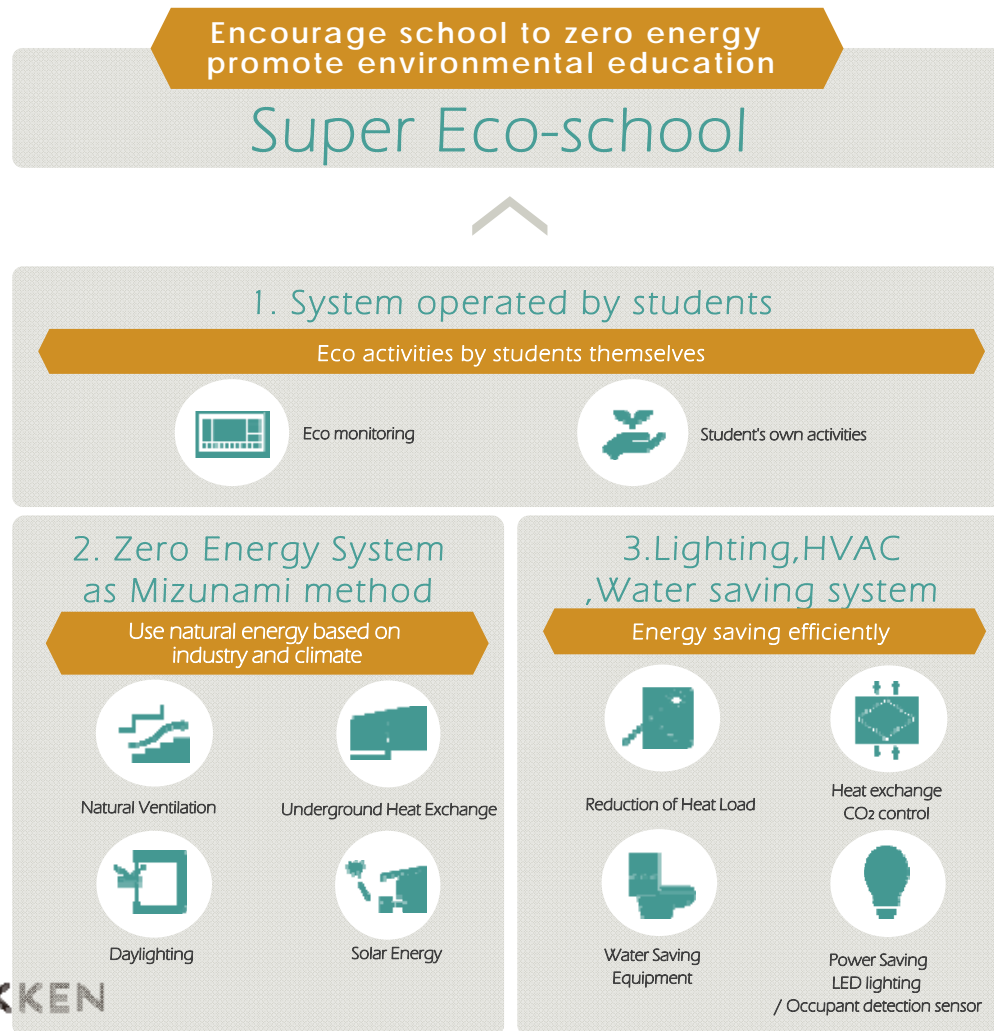 Encourage school to zero energy
promote environmental education
Super Eco-school
1. System operated by students
Eco activities by students themselves
Eco monitoring
Student's own activities
2. Zero Energy System
as Mizunami method
Use natural energy based on
industry and climate
Natural Ventilation
Underground Heat Exchange
Daylighting
Solar Energy
3.Lighting,HVAC
,Water saving system
Energy saving efficiently
Reduction of Heat Load
Heat exchange
CO₂ control
Water Saving
Equipment
Power Saving
LED lighting
/ Occupant detection sensor
KKEN